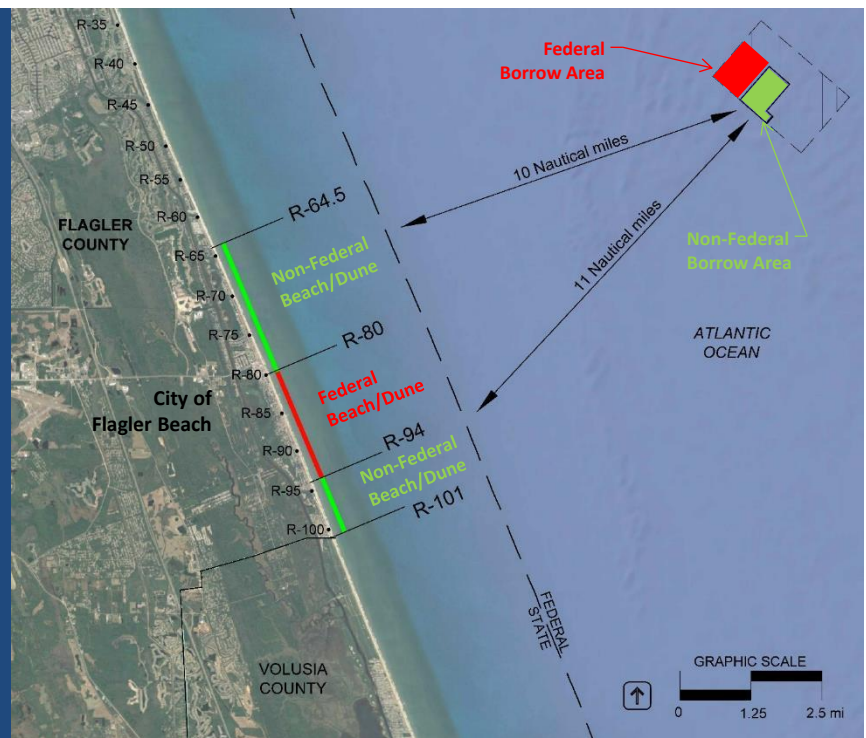 R-35
R-40
R-45
R-50
R-55
R-60
FLAGLER
COUNTY
R-65
R-70
R-75
R-80
City of
Flagler Beach
R-85
R-90
R-95
R-100
VOLUSIA
COUNTY
R-64.5
Non-Federal
Beach/Dune
R-80
Federal
Beach/Dune
R-94
Non-Federal
Beach/Dune
R-101
Federal
Borrow Area
10 Nautical miles
11 Nautical miles
Non-Federal
Borrow Area
ATLANTIC
OCEAN
FEDERAL
STATE
GRAPHIC SCALE
0 1.25 2.5 mi